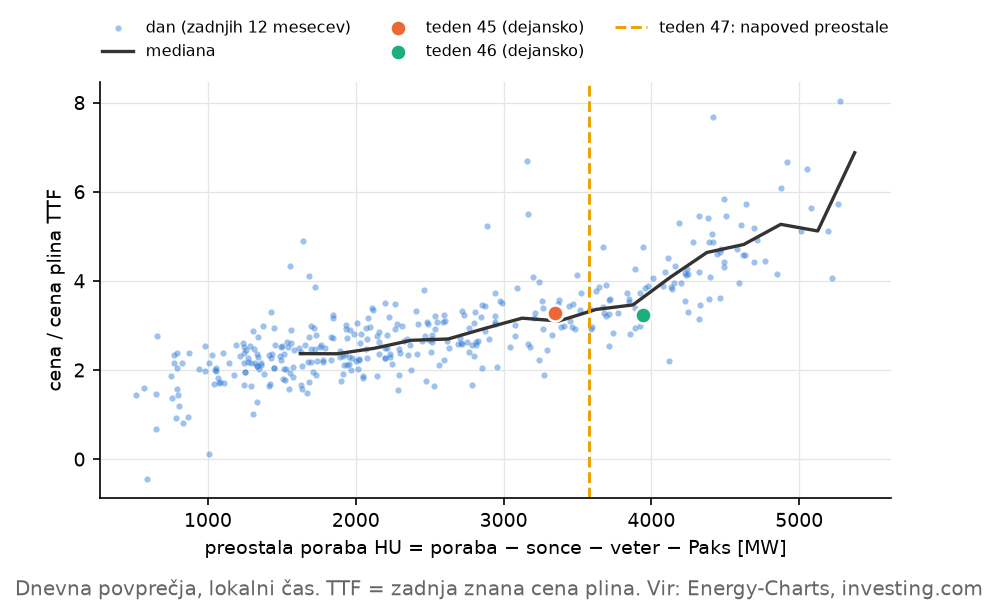 dan (zadnjih 12 mesecev)
mediana
teden 45 (dejansko)
teden 46 (dejansko)
teden 47: napoved preostale
cena / cena plina TTF
8
6
4
2
0
1000 2000 3000 4000 5000
preostala poraba HU = poraba − sonce − veter − Paks [MW]
Dnevna povprečja, lokalni čas. TTF = zadnja znana cena plina. Vir: Energy-Charts, investing.com